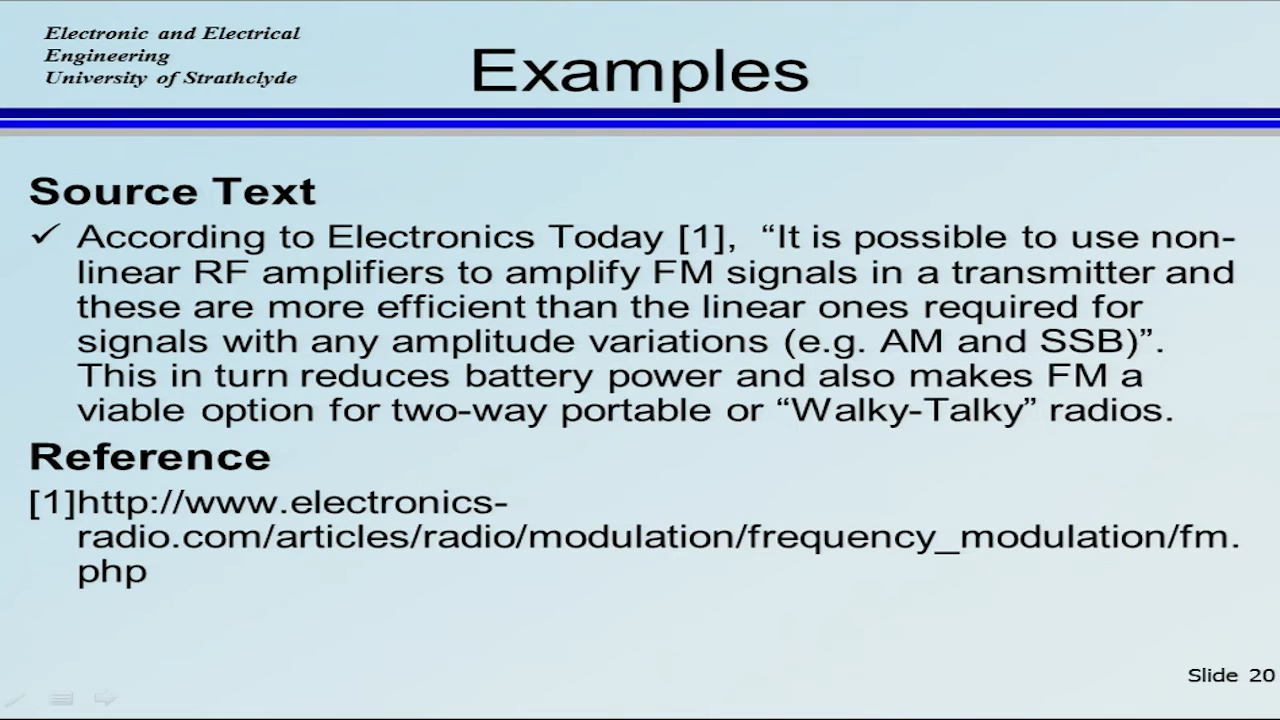 Electronic and Electrical
Engineering
University of Strathclyde
Examples
Source Text
✓ According to Electronics Today [1], “It is possible to use non-
linear RF amplifiers to amplify FM signals in a transmitter and
these are more efficient than the linear ones required for
signals with any amplitude variations (e.g. AM and SSB)”.
This in turn reduces battery power and also makes FM a
viable option for two-way portable or “Walky-Talky” radios.
Reference
[1]http://www.electronics-
radio.com/articles/radio/modulation/frequency_modulation/fm.
php
Slide 20